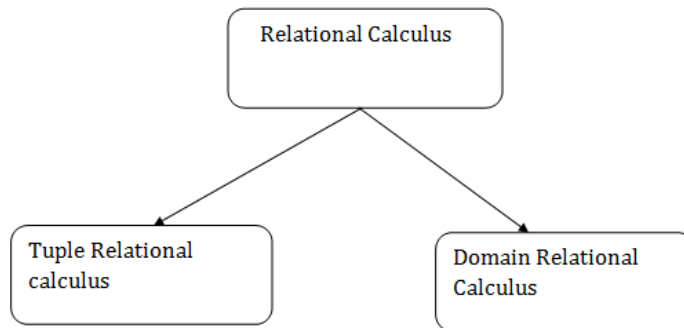 Relational Calculus
Tuple Relational
calculus
Domain Relational
Calculus